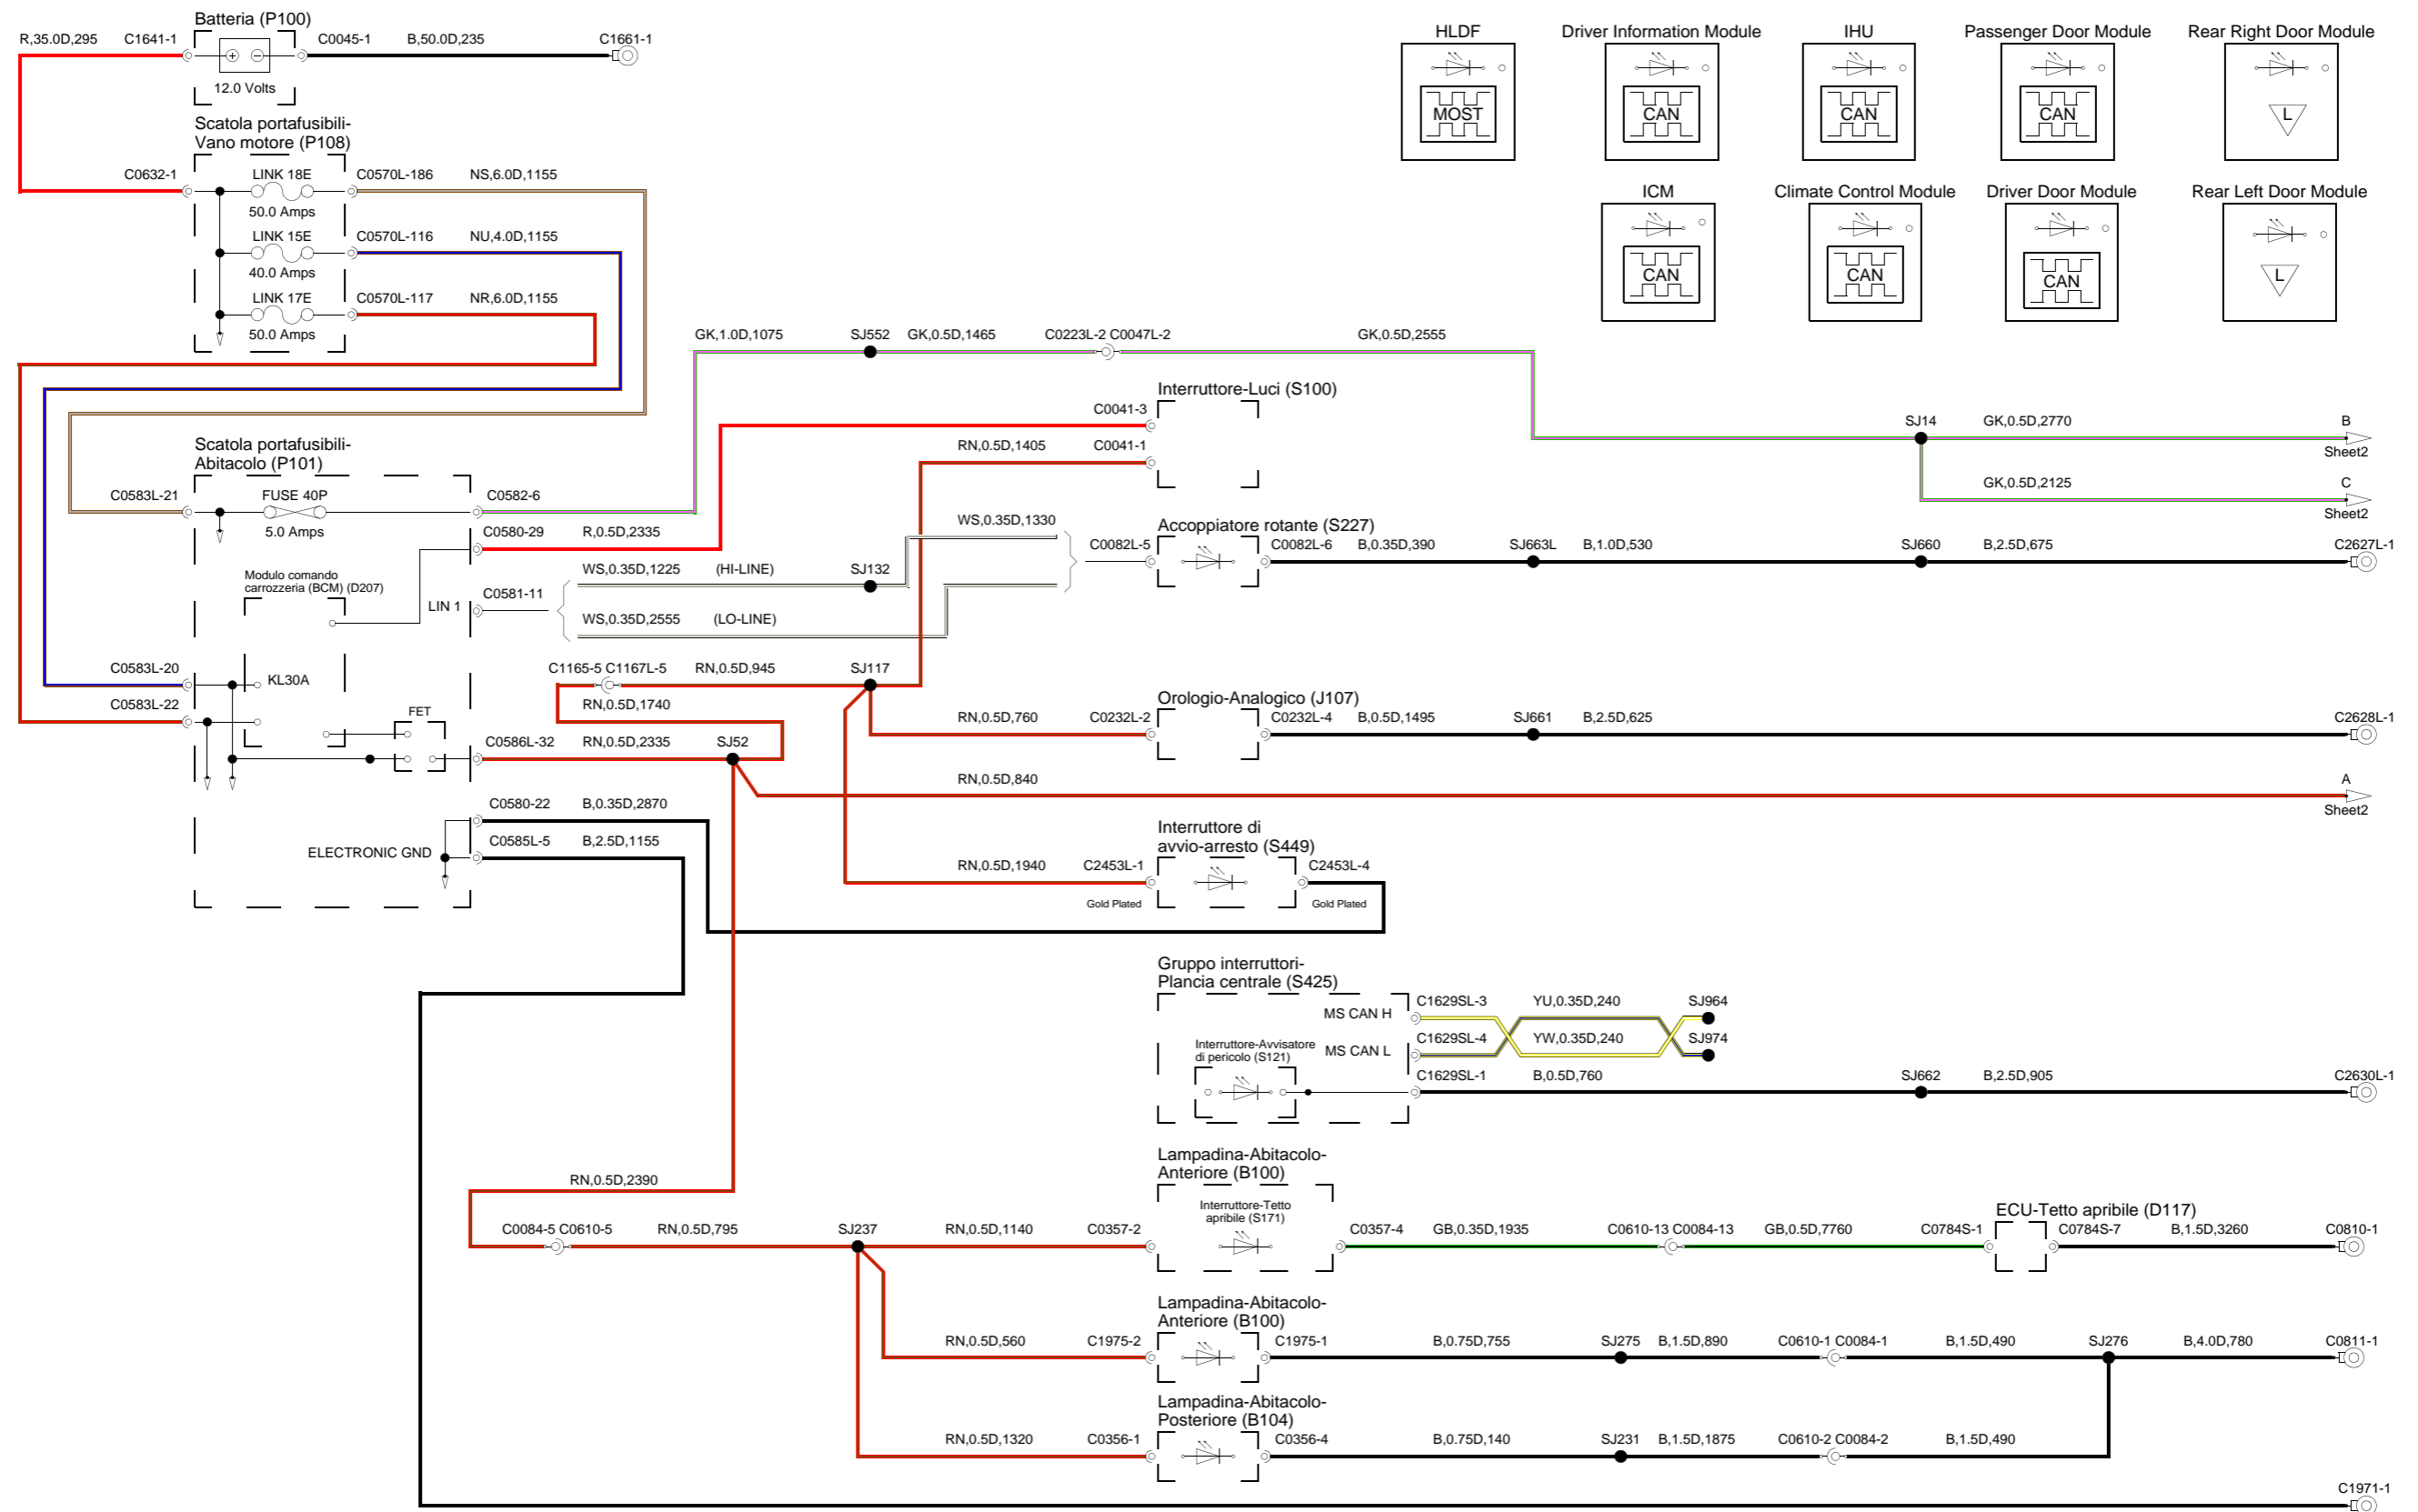 Batteria (P100)
R,35.0D,295
C1641-1
C0045-1
B,50.0D,235
C1661-1
12.0 Volts
HLDF
Driver Information Module
IHU
Passenger Door Module
Rear Right Door Module
MOST
CAN
CAN
CAN
L
ICM
Climate Control Module
Driver Door Module
Rear Left Door Module
CAN
CAN
CAN
L
Scatola portafusibili-
Vano motore (P108)
C0632-1
LINK 18E
C0570L-186
NS,6.0D,1155
50.0 Amps
LINK 15E
C0570L-116
NU,4.0D,1155
40.0 Amps
LINK 17E
C0570L-117
NR,6.0D,1155
50.0 Amps
GK,1.0D,1075
SJ552
GK,0.5D,1465
C0223L-2 C0047L-2
GK,0.5D,2555
Interruttore-Luci (S100)
C0041-3
RN,0.5D,1405
C0041-1
SJ14
GK,0.5D,2770
B
Sheet2
GK,0.5D,2125
C
Sheet2
Scatola portafusibili-
Abitacolo (P101)
C0583L-21
FUSE 40P
C0582-6
5.0 Amps
C0580-29
R,0.5D,2335
WS,0.35D,1330
Accoppiatore rotante (S227)
C0082L-5
C0082L-6
B,0.35D,390
SJ663L
B,1.0D,530
SJ660
B,2.5D,675
C2627L-1
Modulo comando
carrozzeria (BCM) (D207)
LIN 1
C0581-11
WS,0.35D,1225
(HI-LINE)
SJ132
WS,0.35D,2555
(LO-LINE)
C0583L-20
KL30A
C0583L-22
FET
C1165-5 C1167L-5
RN,0.5D,945
SJ117
RN,0.5D,1740
C0586L-32
RN,0.5D,2335
SJ52
Orologio-Analogico (J107)
RN,0.5D,760
C0232L-2
C0232L-4
B,0.5D,1495
SJ661
B,2.5D,625
C2628L-1
RN,0.5D,840
A
Sheet2
C0580-22
B,0.35D,2870
ELECTRONIC GND
C0585L-5
B,2.5D,1155
Interruttore di
avvio-arresto (S449)
RN,0.5D,1940
C2453L-1
C2453L-4
Gold Plated
Gold Plated
Gruppo interruttori-
Plancia centrale (S425)
MS CAN H
C1629SL-3
YU,0.35D,240
SJ964
Interruttore-Avvisatore
di pericolo (S121)
MS CAN L
C1629SL-4
YW,0.35D,240
SJ974
C1629SL-1
B,0.5D,760
SJ662
B,2.5D,905
C2630L-1
Lampadina-Abitacolo-
Anteriore (B100)
RN,0.5D,2390
Interruttore-Tetto
apribile (S171)
C0084-5 C0610-5
RN,0.5D,795
SJ237
RN,0.5D,1140
C0357-2
C0357-4
GB,0.35D,1935
C0610-13 C0084-13
GB,0.5D,7760
C0784S-1
ECU-Tetto apribile (D117)
C0784S-7
B,1.5D,3260
C0810-1
Lampadina-Abitacolo-
Anteriore (B100)
RN,0.5D,560
C1975-2
C1975-1
B,0.75D,755
SJ275
B,1.5D,890
C0610-1 C0084-1
B,1.5D,490
SJ276
B,4.0D,780
C0811-1
Lampadina-Abitacolo-
Posteriore (B104)
RN,0.5D,1320
C0356-1
C0356-4
B,0.75D,140
SJ231
B,1.5D,1875
C0610-2 C0084-2
B,1.5D,490
C1971-1